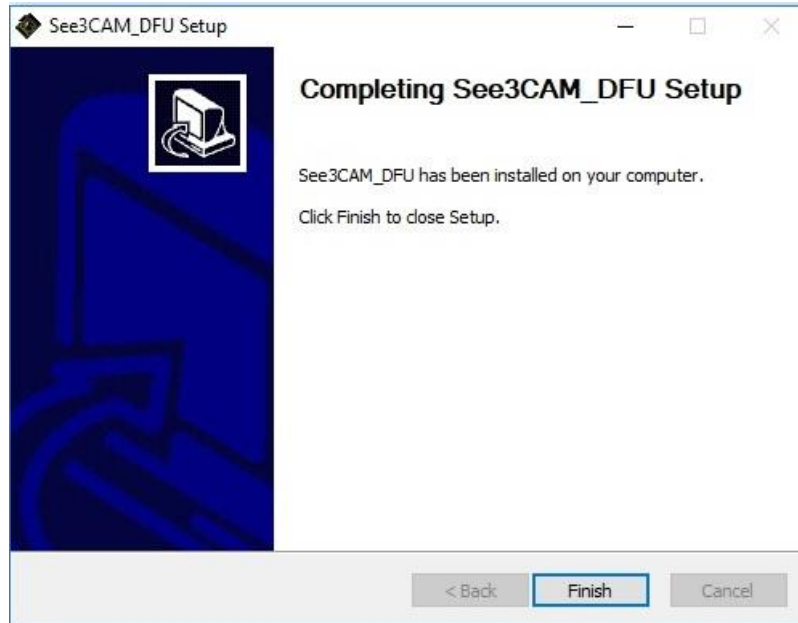 See3CAM_DFU Setup
Completing See3CAM_DFU Setup
See3CAM_DFU has been installed on your computer.
Click Finish to close Setup.
< Back
Finish
Cancel